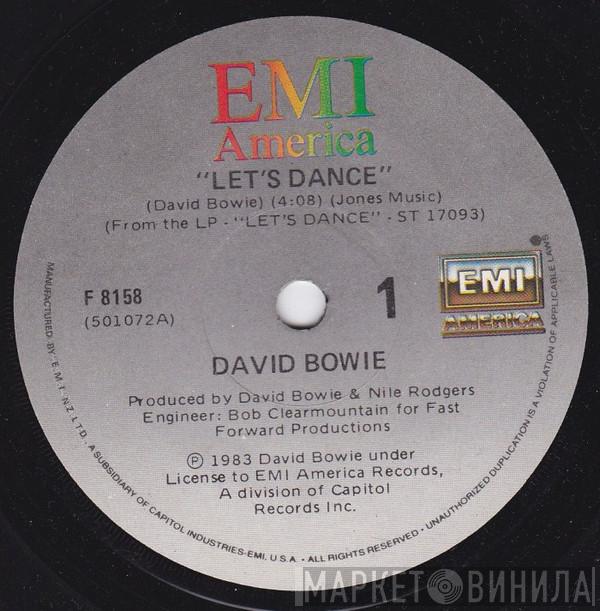 EMI
America
"LET'S DANCE"
(David Bowie) (4:08) (Jones Music)
(From the LP - "LET'S DANCE" - ST 17093)
F 8158
(501072A)
1
EMI
AMERICA
DAVID BOWIE
Produced by David Bowie & Nile Rodgers
Engineer: Bob Clearmountain for Fast
Forward Productions
℗ 1983 David Bowie under
License to EMI America Records,
A division of Capitol
Records Inc.
MANUFACTURED BY E.M.I. NZ.LTD. A SUBSIDIARY OF CAPITOL INDUSTRIES-EMI, U.S.A. · ALL RIGHTS RESERVED · UNAUTHORIZED DUPLICATION IS A VIOLATION OF APPLICABLE LAWS
МАРКЕТ ВИНИЛА